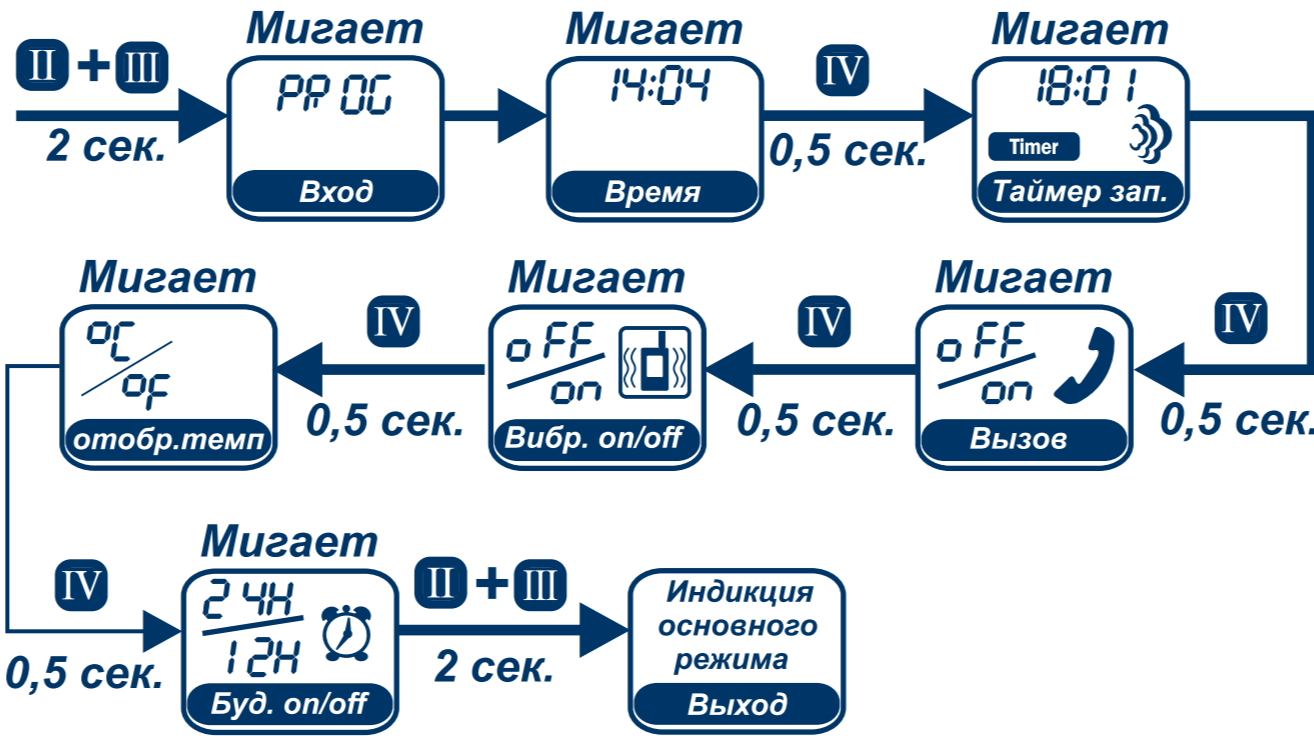 Мигает Мигает Мигает
II + III PR OG 14:04 IV 18:01
2 сек. 0,5 сек. Timer
Вход Время Таймер зап.
Мигает Мигает Мигает
°C IV oFF IV oFF IV
°F 0,5 сек. on 0,5 сек. on 0,5 сек.
отобр.темп Вибр. on/off Вызов
Мигает
IV 24H II + III Индикция
основного
0,5 сек. 12H 2 сек. режима
Буд. on/off Выход